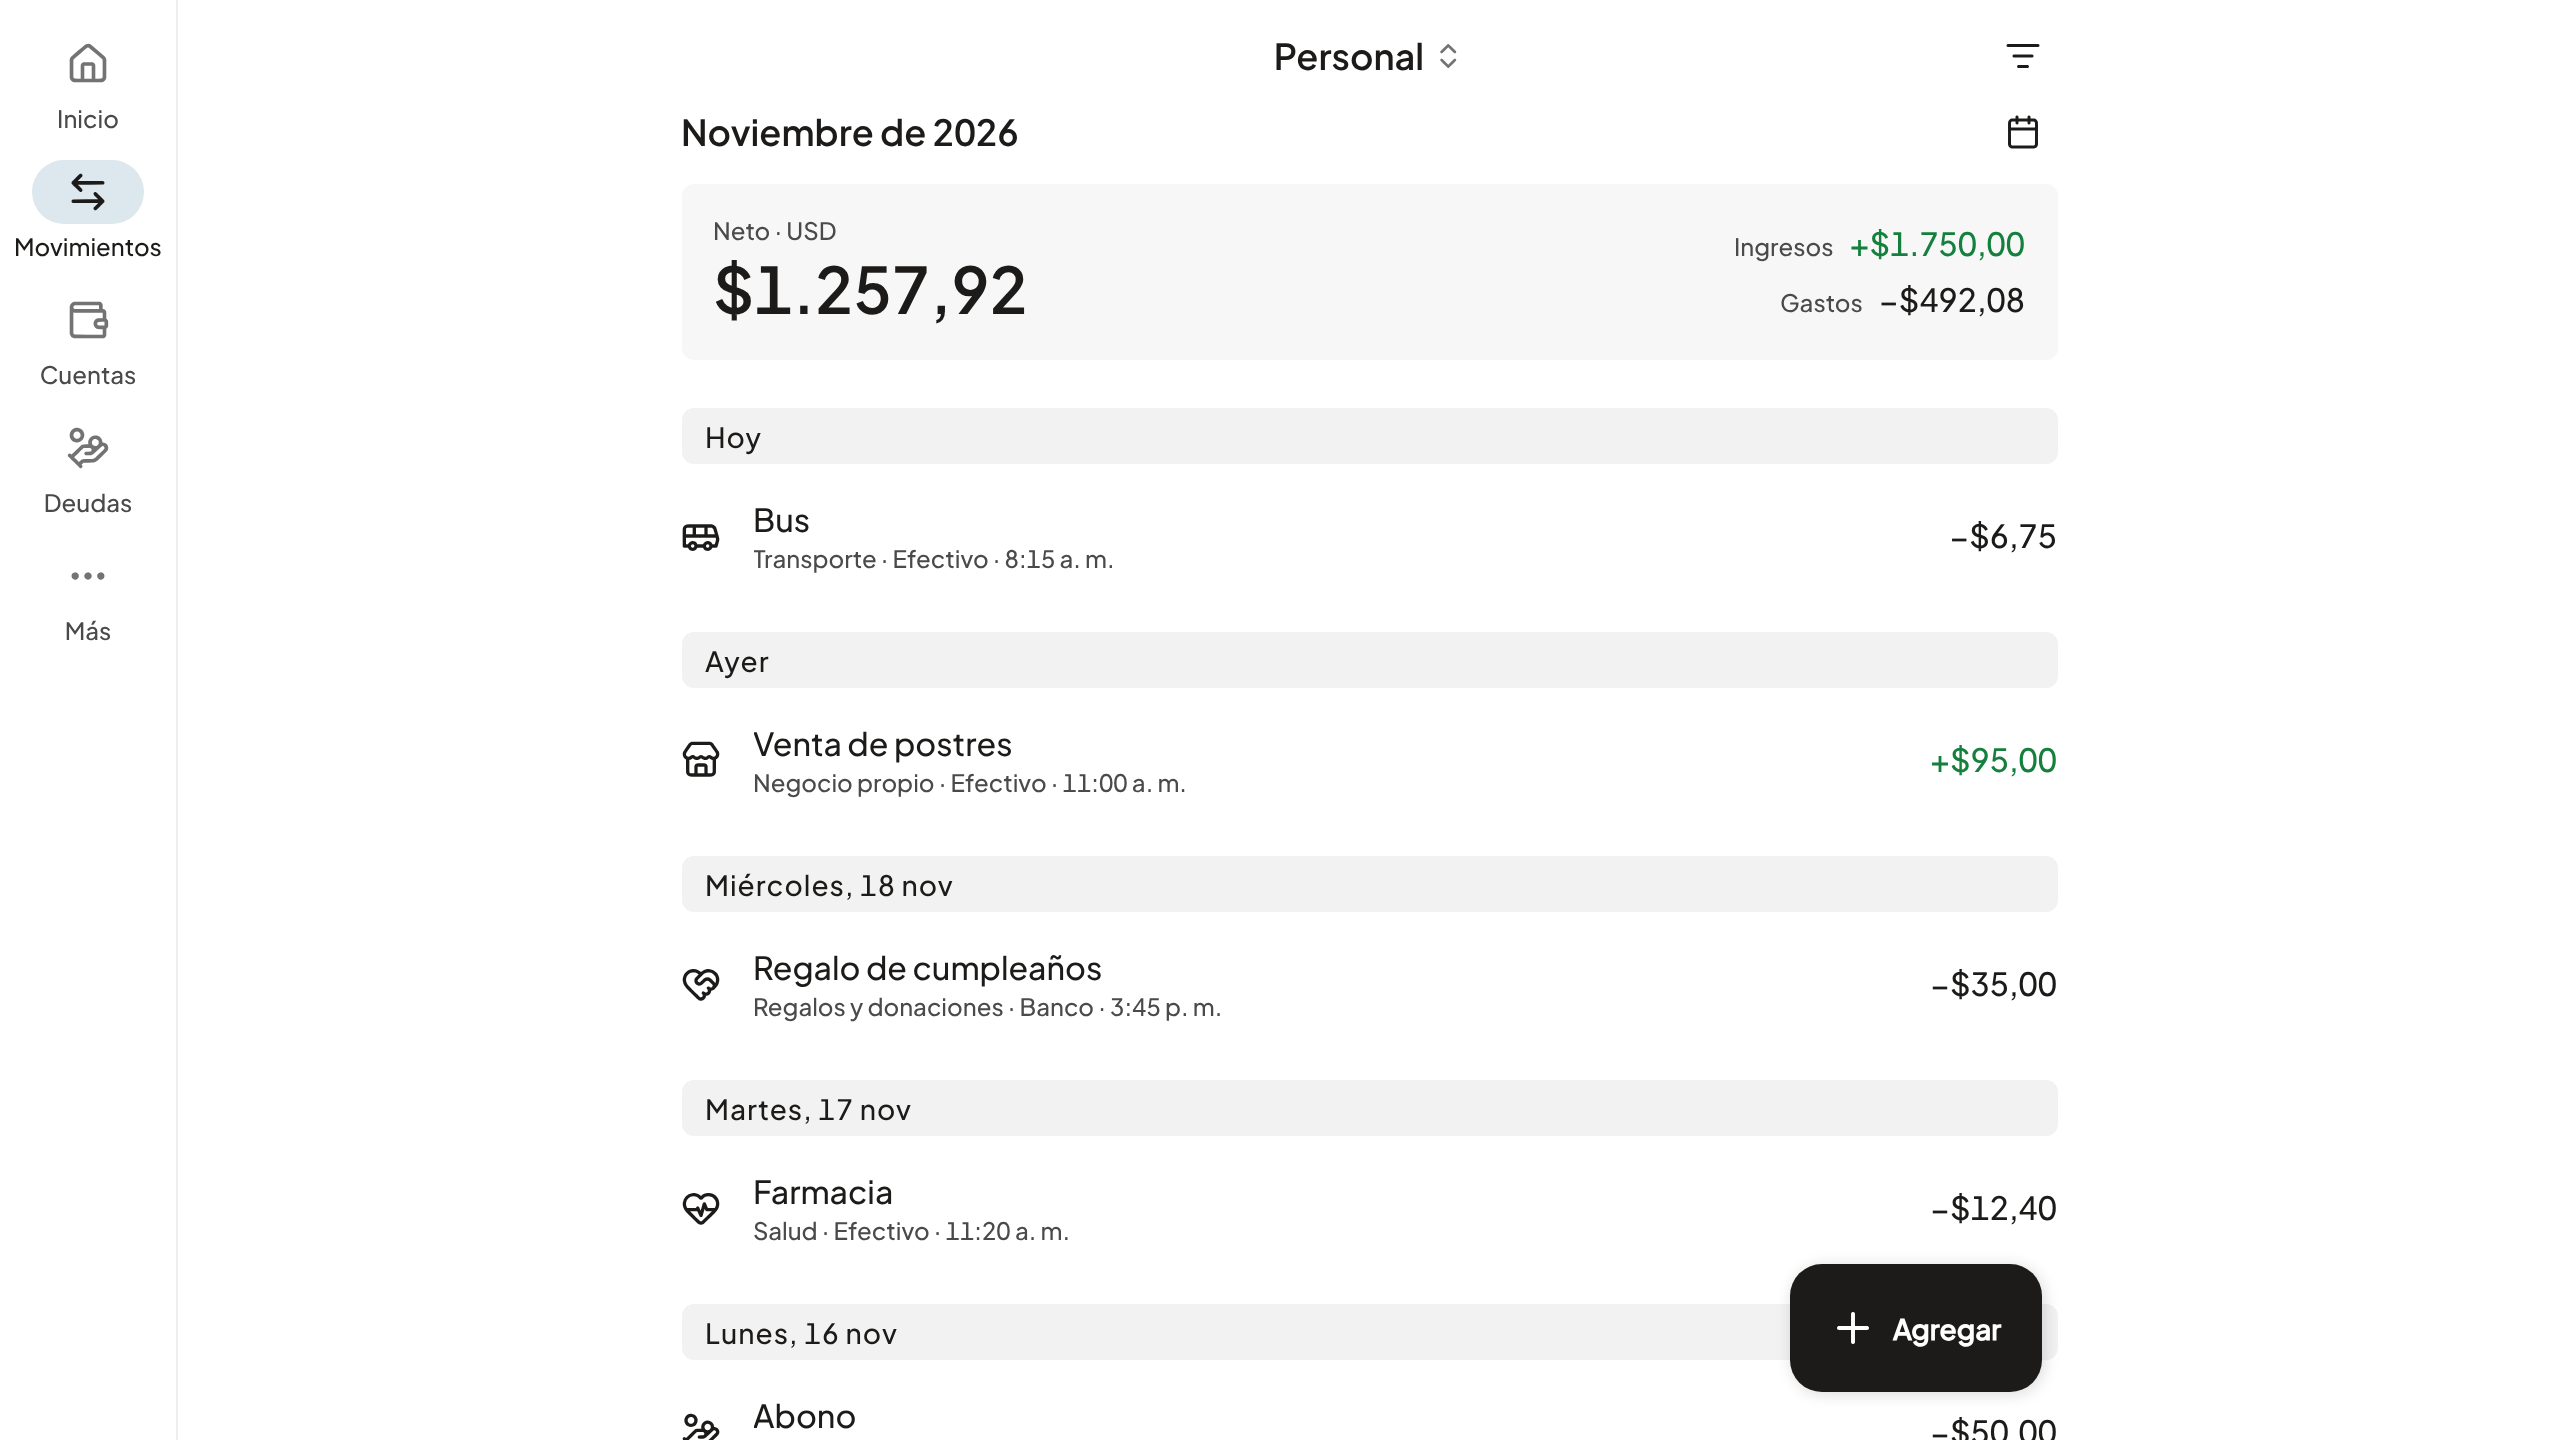 Inicio
Movimientos
Cuentas
Deudas
Más
Personal
Noviembre de 2026
Neto · USD
$1.257,92
Ingresos +$1.750,00
Gastos −$492,08
Hoy
Bus
Transporte · Efectivo · 8:15 a. m.
−$6,75
Ayer
Venta de postres
Negocio propio · Efectivo · 11:00 a. m.
+$95,00
Miércoles, 18 nov
Regalo de cumpleaños
Regalos y donaciones · Banco · 3:45 p. m.
−$35,00
Martes, 17 nov
Farmacia
Salud · Efectivo · 11:20 a. m.
−$12,40
Lunes, 16 nov
Abono
−$50,00
Agregar